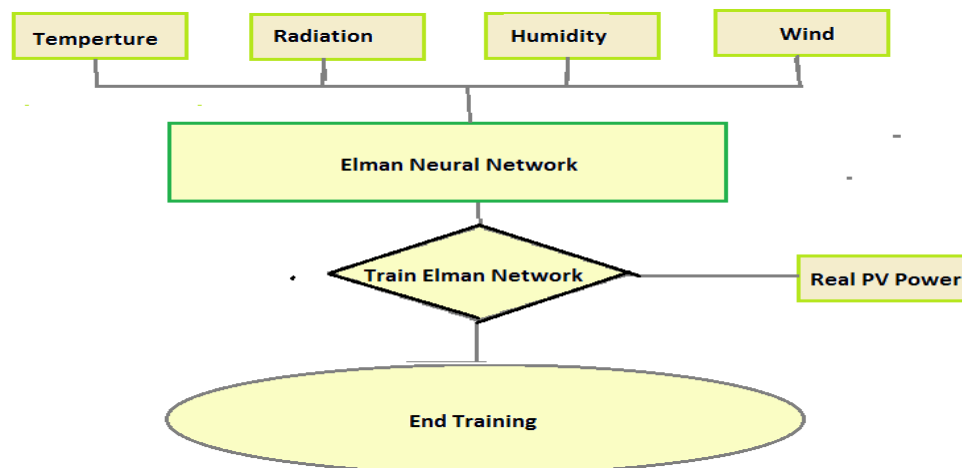 Temperture
Radiation
Humidity
Wind
Elman Neural Network
Train Elman Network
Real PV Power
End Training